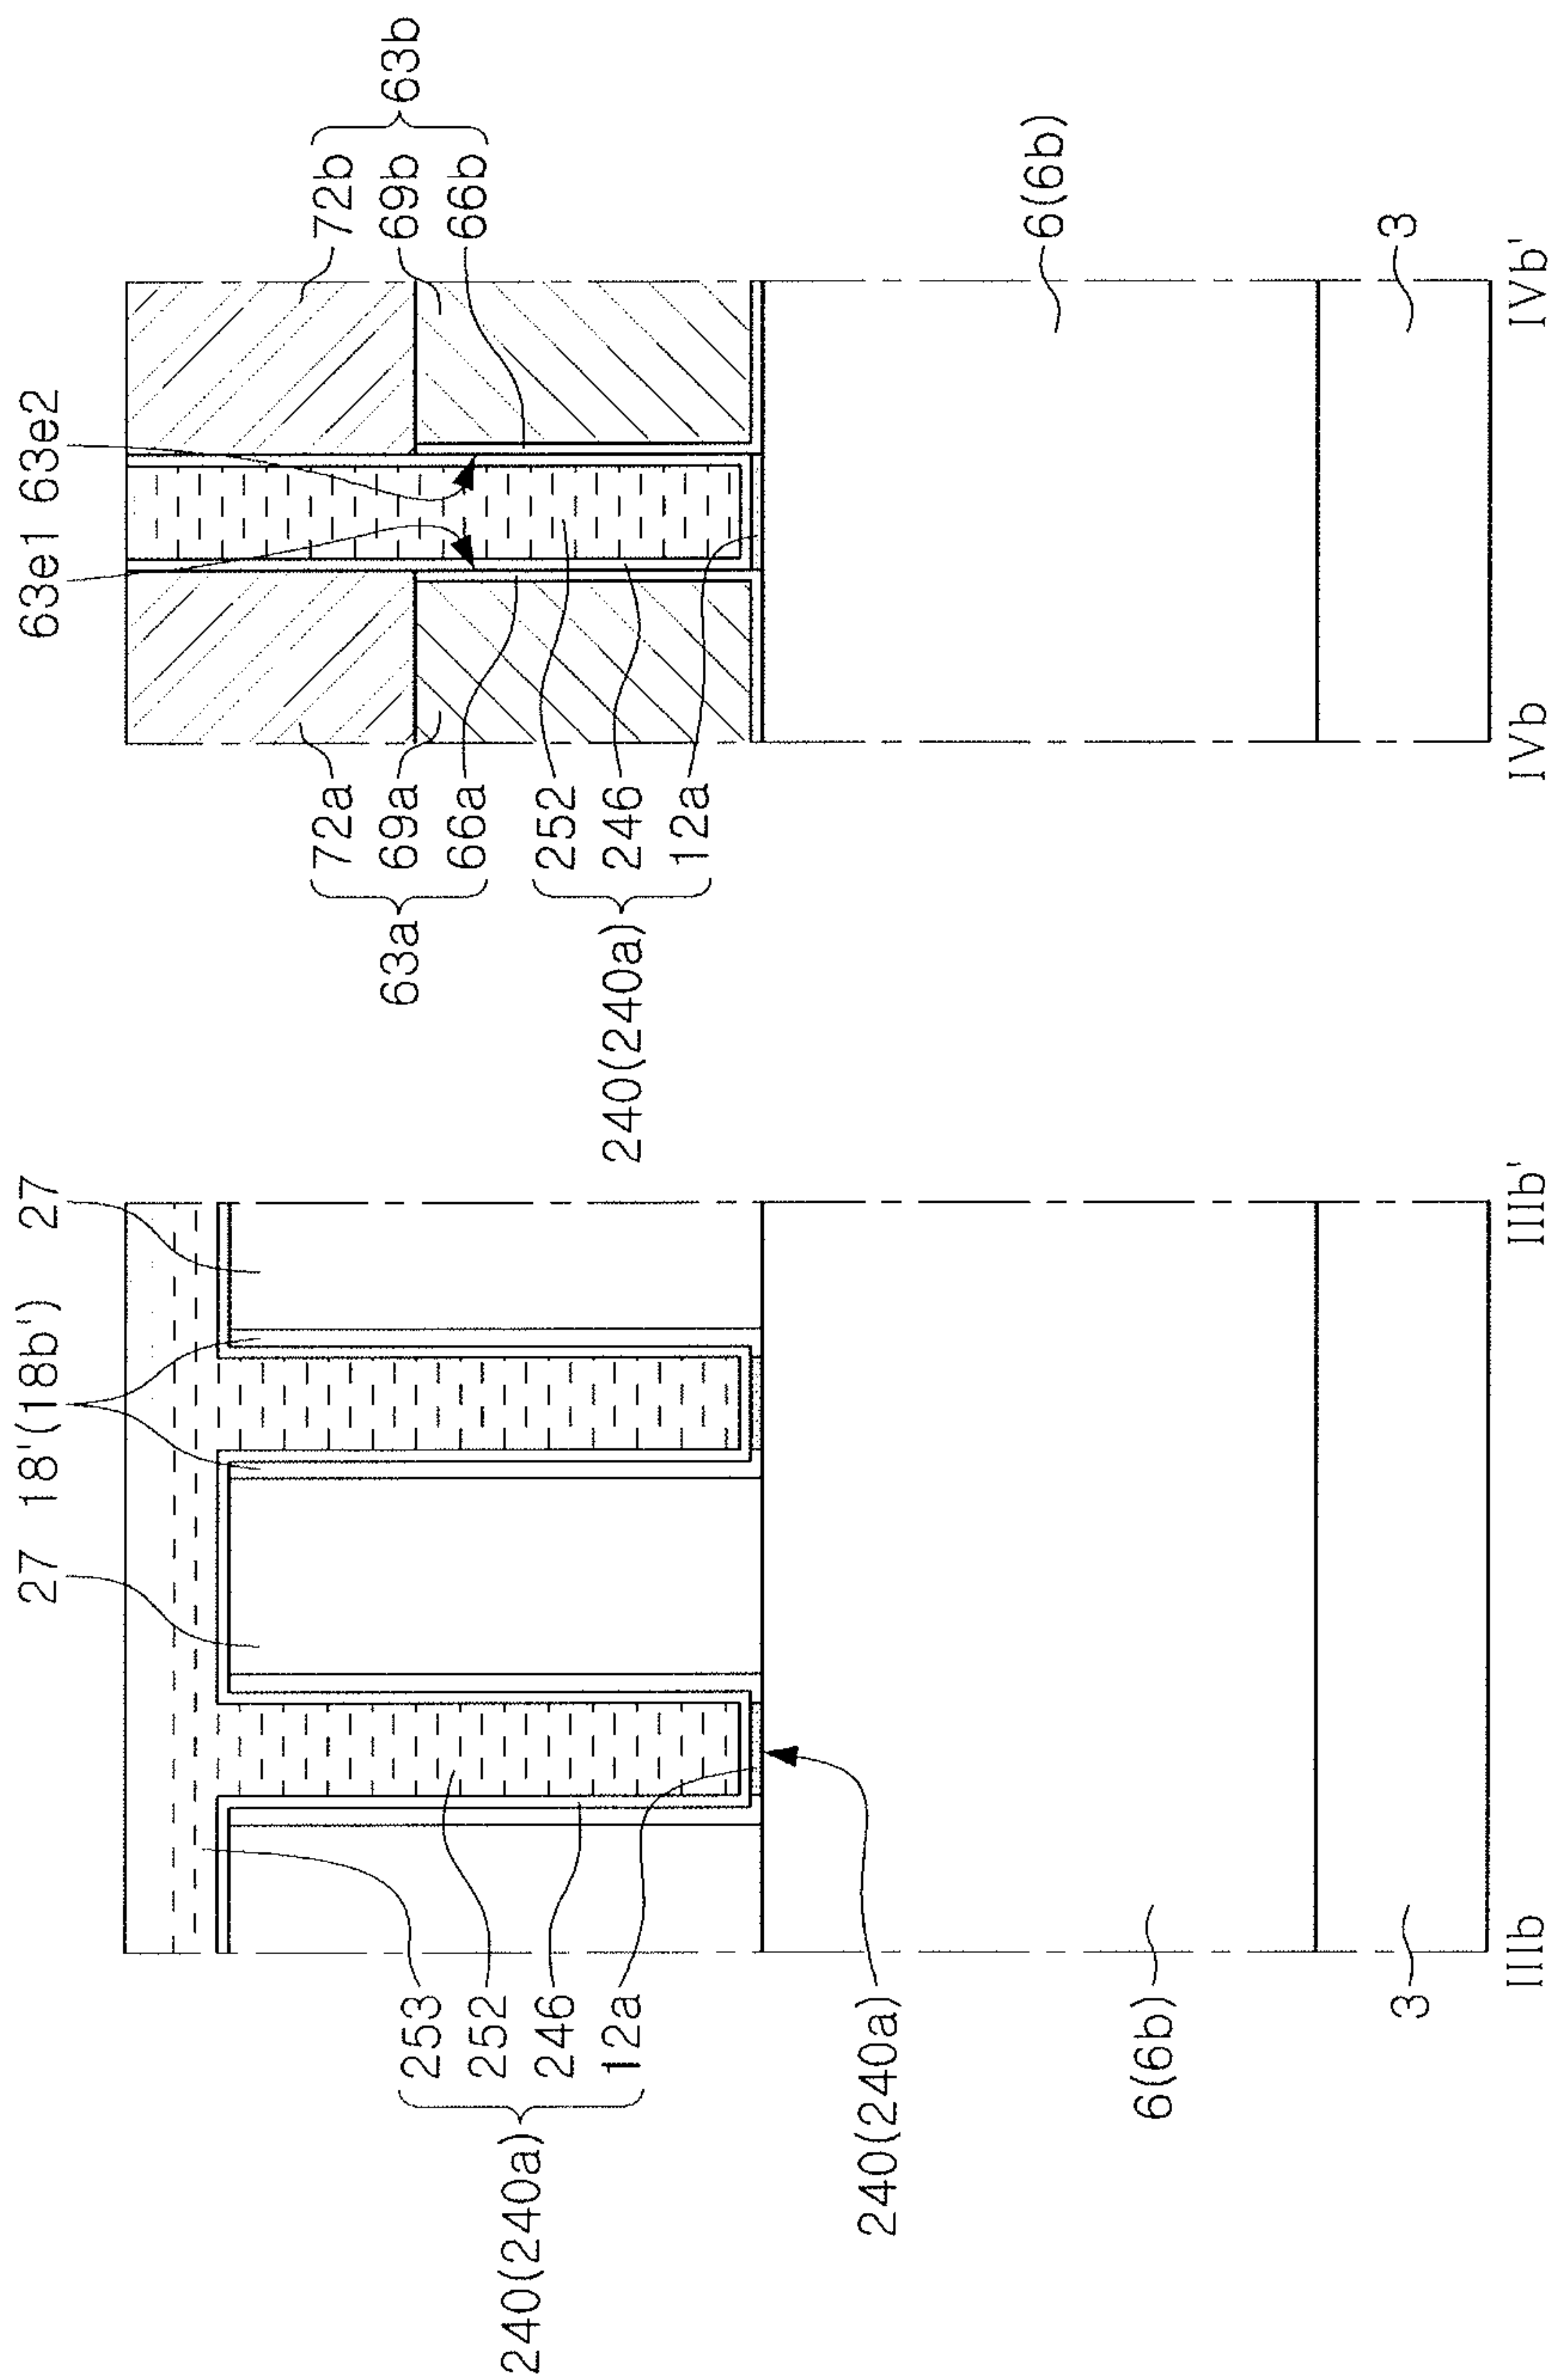 27 18'(18b') 27
253
252
246
12a
240(240a)
240(240a)
6(6b)
3
IIIb IIIb'
63e1 63e2
72a
69a
66a
63a
252
246
12a
240(240a)
72b
69b
66b
63b
6(6b)
3
IVb IVb'